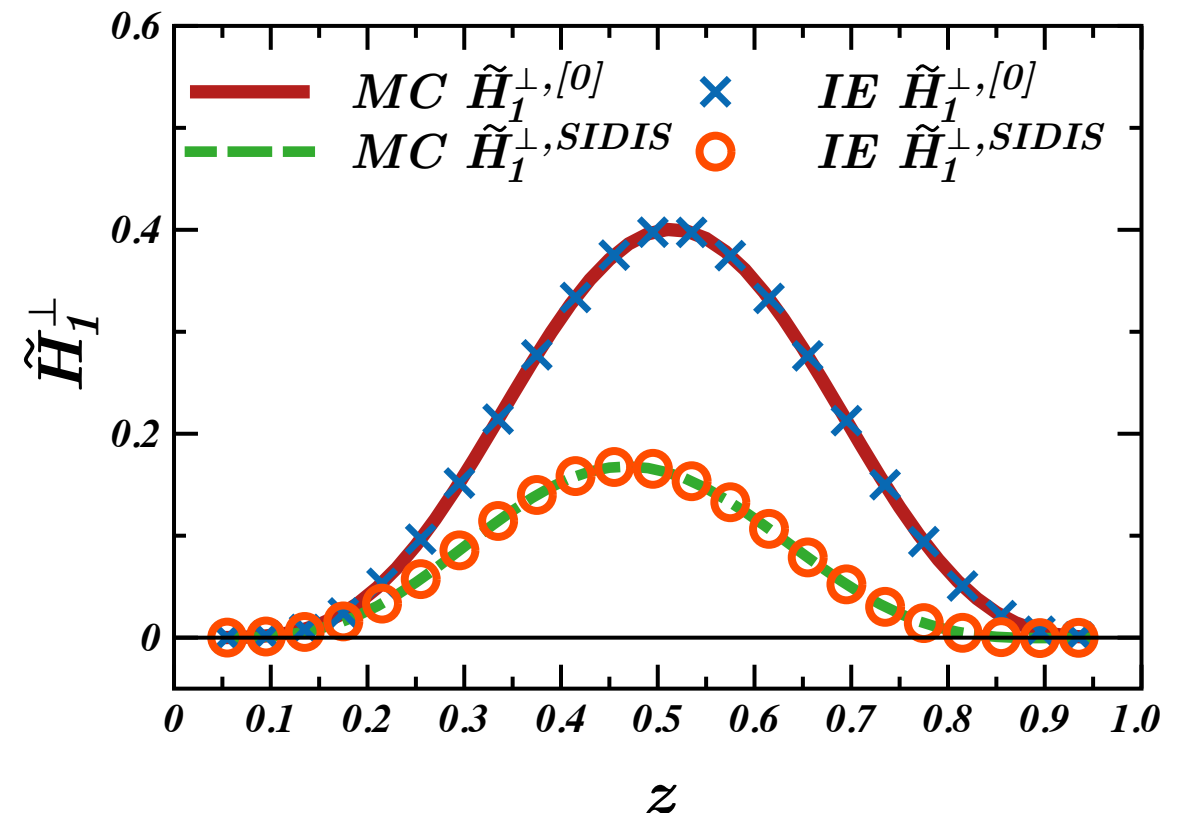 0.6
MC H̃₁^{⊥,[0]} IE H̃₁^{⊥,[0]}
MC H̃₁^{⊥,SIDIS} IE H̃₁^{⊥,SIDIS}
0.4
H̃₁^⊥
0.2
0
0 0.1 0.2 0.3 0.4 0.5 0.6 0.7 0.8 0.9 1.0
z